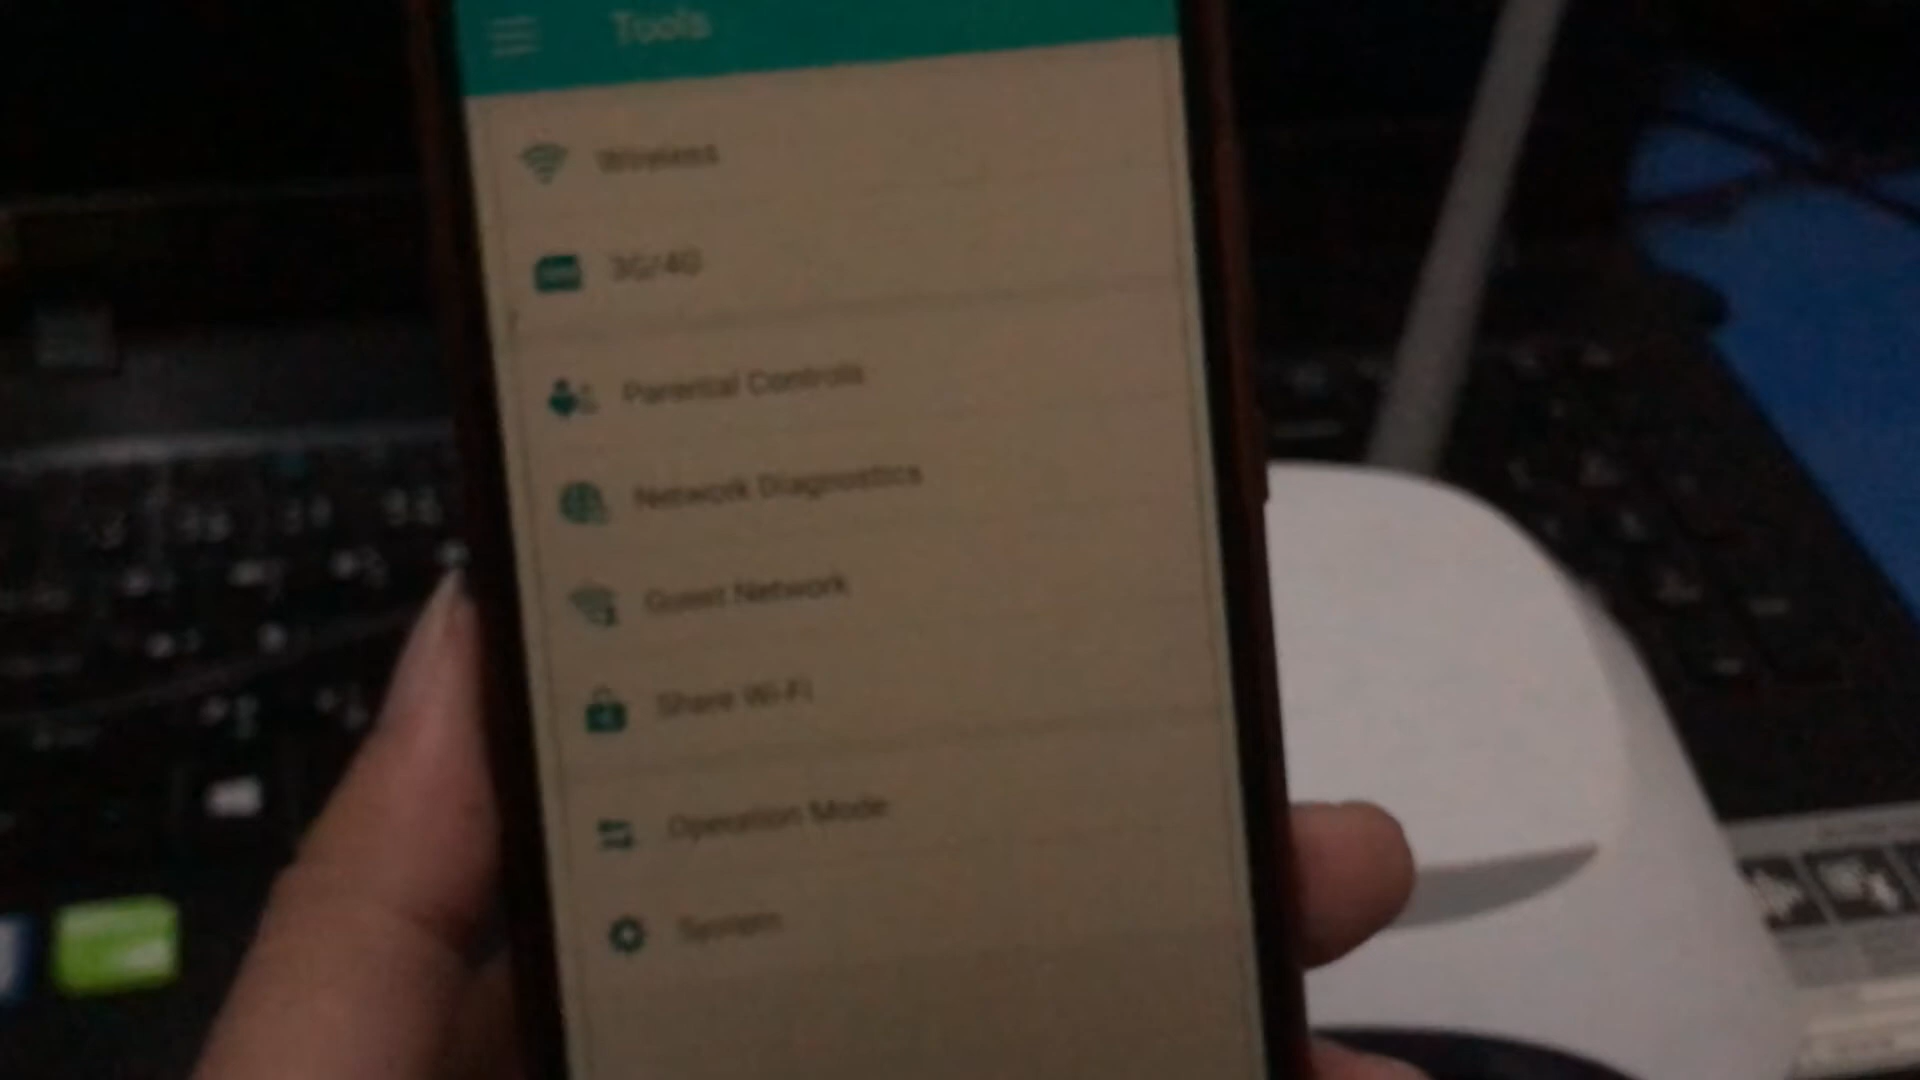 Tools
Wireless
3G/4G
Parental Controls
Network Diagnostics
Guest Network
Share Wi-Fi
Operation Mode
System